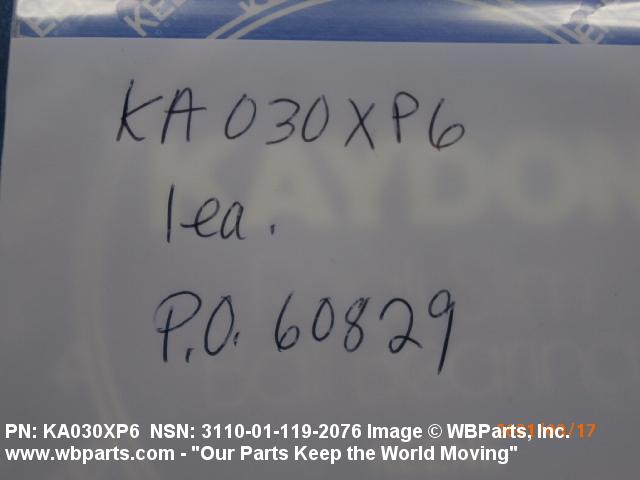 KA030XP6
1ea.
P.O. 60829
KAYDON
PN: KA030XP6 NSN: 3110-01-119-2076 Image © WBParts, Inc.
www.wbparts.com - "Our Parts Keep the World Moving"